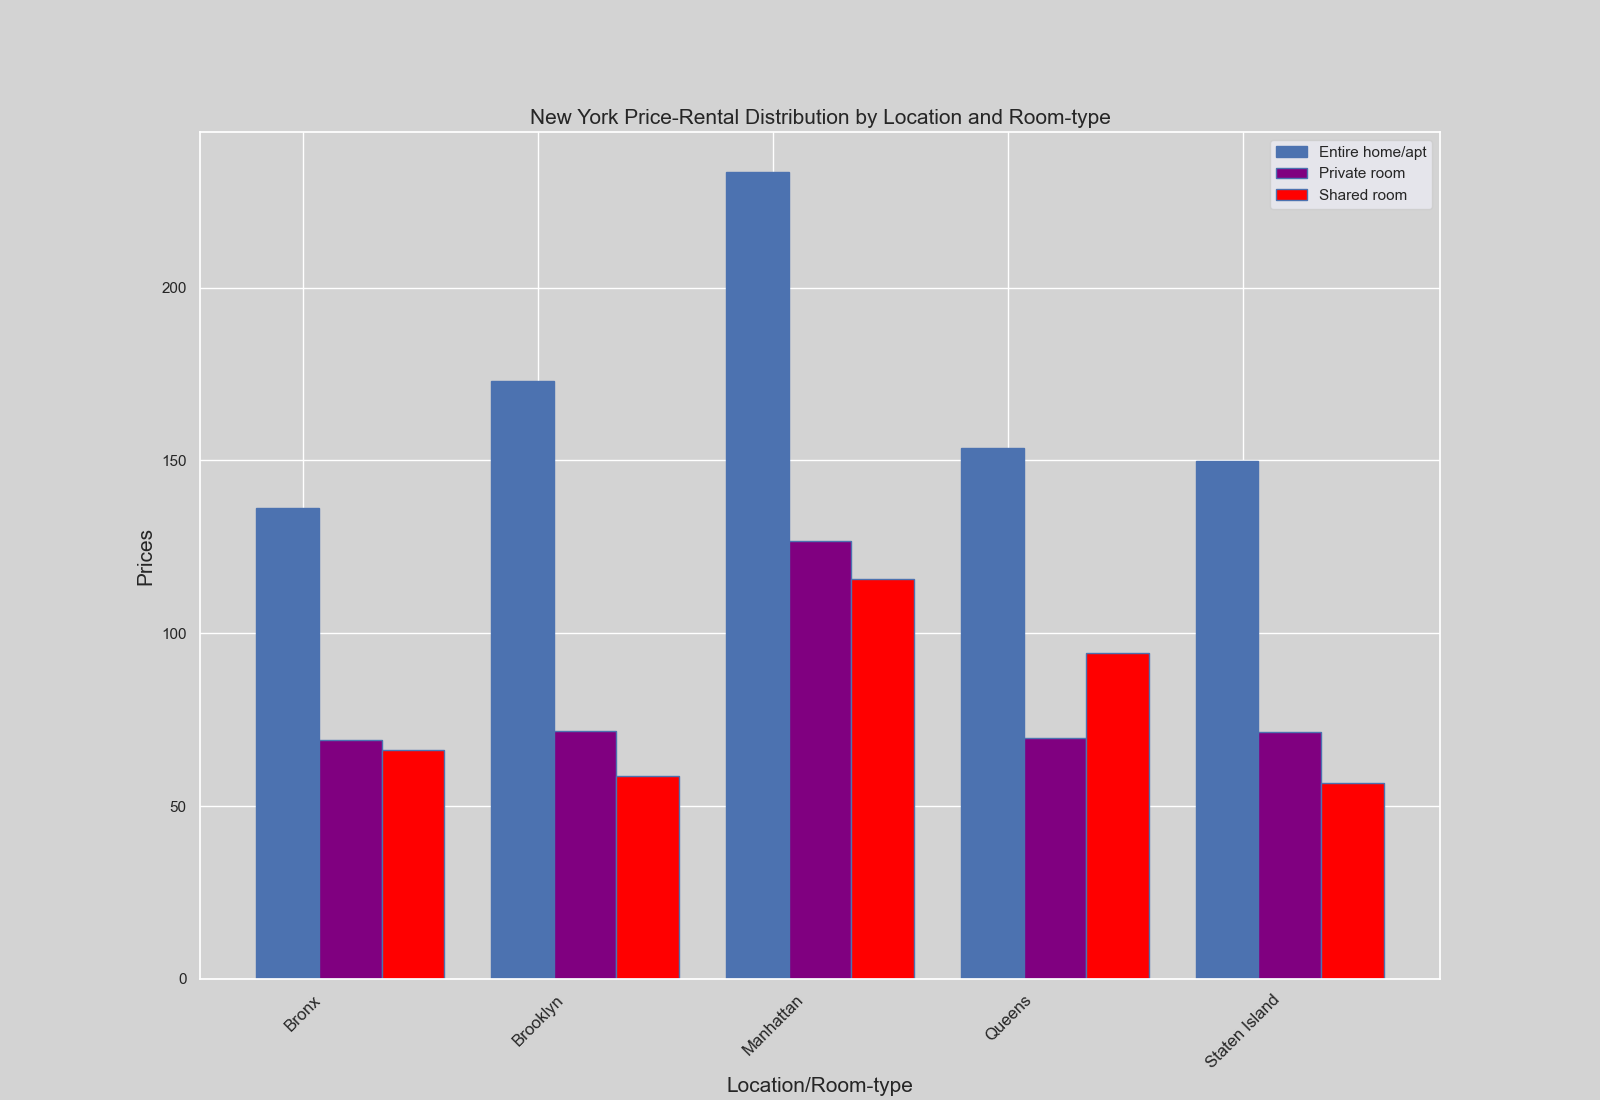 New York Price-Rental Distribution by Location and Room-type
Entire home/apt
Private room
Shared room
200
150
100
50
0
Prices
Bronx
Brooklyn
Manhattan
Queens
Staten Island
Location/Room-type